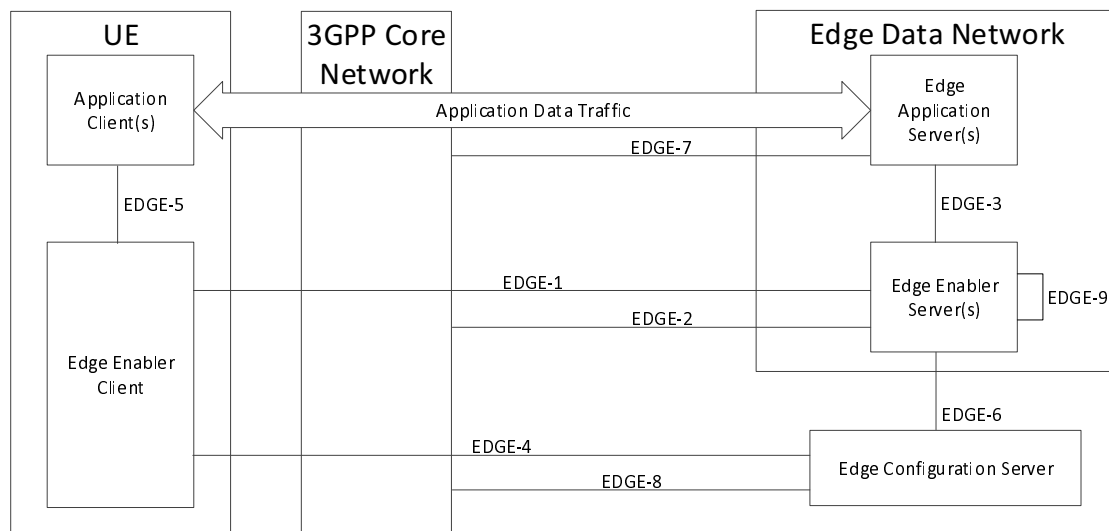 UE
3GPP Core
Network
Edge Data Network
Application
Client(s)
Application Data Traffic
Edge
Application
Server(s)
EDGE-7
EDGE-5
EDGE-3
EDGE-1
Edge Enabler
Server(s)
EDGE-9
EDGE-2
Edge Enabler
Client
EDGE-6
EDGE-4
Edge Configuration Server
EDGE-8